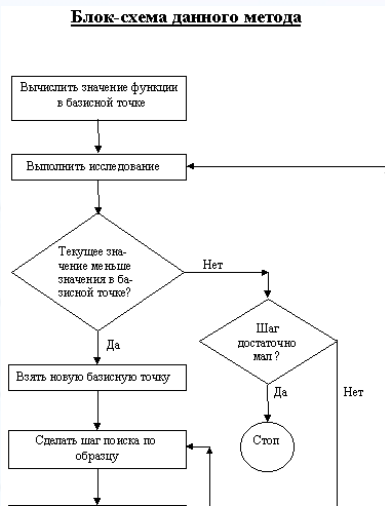 Блок-схема данного метода
Вычислить значение функции
в базисной точке
Выполнить исследование
Текущее зна-
чение меньше
значения в ба-
зисной точке?
Нет
Шаг
достаточно
мал ?
Да
Взять новую базисную точку
Да
Нет
Сделать шаг поиска по
образцу
Стоп